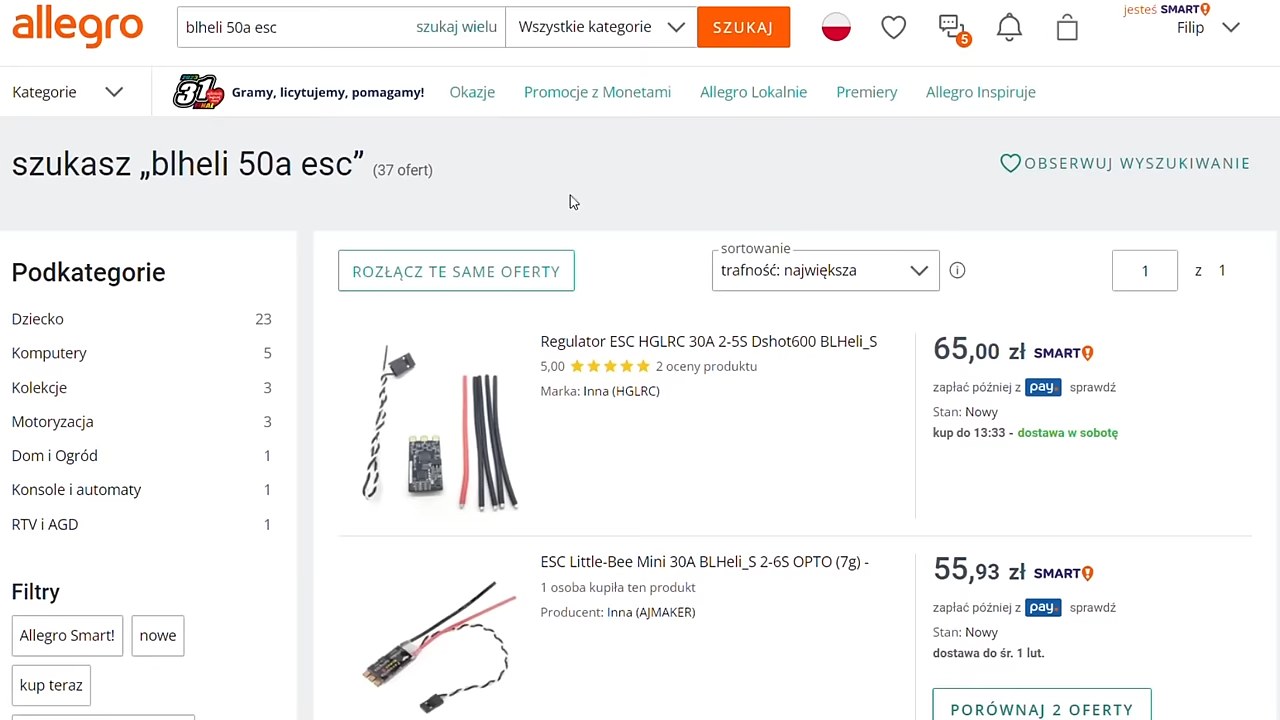 jesteś SMART!
allegro
blheli 50a esc
szukaj wielu
Wszystkie kategorie
SZUKAJ
5
Filip
Kategorie
31
Gramy, licytujemy, pomagamy!
Okazje
Promocje z Monetami
Allegro Lokalnie
Premiery
Allegro Inspiruje
szukasz „blheli 50a esc” (37 ofert)
OBSERWUJ WYSZUKIWANIE
Podkategorie
Dziecko 23
Komputery 5
Kolekcje 3
Motoryzacja 3
Dom i Ogród 1
Konsole i automaty 1
RTV i AGD 1
Filtry
Allegro Smart!
nowe
kup teraz
ROZŁĄCZ TE SAME OFERTY
sortowanie
trafność: największa
1 z 1
Regulator ESC HGLRC 30A 2-5S Dshot600 BLHeli_S
5,00 2 oceny produktu
Marka: Inna (HGLRC)
65,00 zł SMART!
zapłać później z pay. sprawdź
Stan: Nowy
kup do 13:33 - dostawa w sobotę
ESC Little-Bee Mini 30A BLHeli_S 2-6S OPTO (7g) -
1 osoba kupiła ten produkt
Producent: Inna (AJMAKER)
55,93 zł SMART!
zapłać później z pay. sprawdź
Stan: Nowy
dostawa do śr. 1 lut.
PORÓWNAJ 2 OFERTY